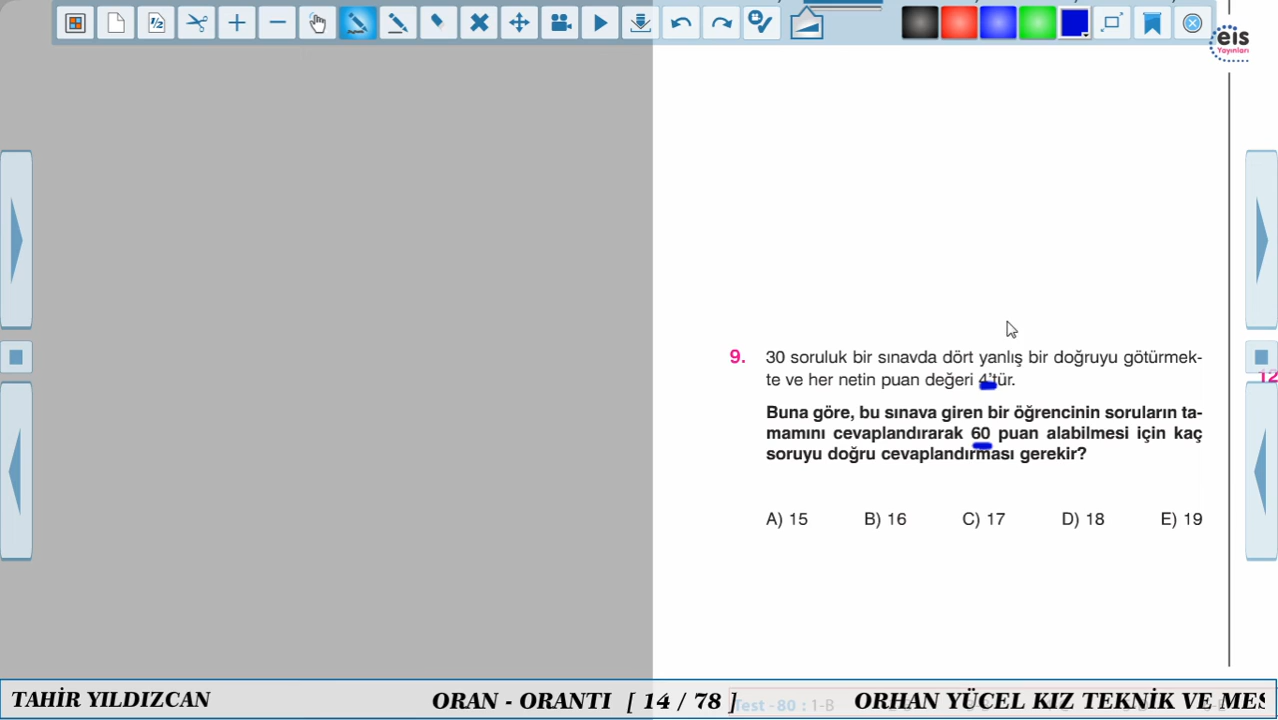 1/2
eis
Yayınları
9. 30 soruluk bir sınavda dört yanlış bir doğruyu götürmek-
te ve her netin puan değeri 4'tür.
12
Buna göre, bu sınava giren bir öğrencinin soruların ta-
mamını cevaplandırarak 60 puan alabilmesi için kaç
soruyu doğru cevaplandırması gerekir?
A) 15 B) 16 C) 17 D) 18 E) 19
TAHİR YILDIZCAN ORAN - ORANTI [ 14 / 78 ] Test - 80 : 1-B ORHAN YÜCEL KIZ TEKNİK VE MES